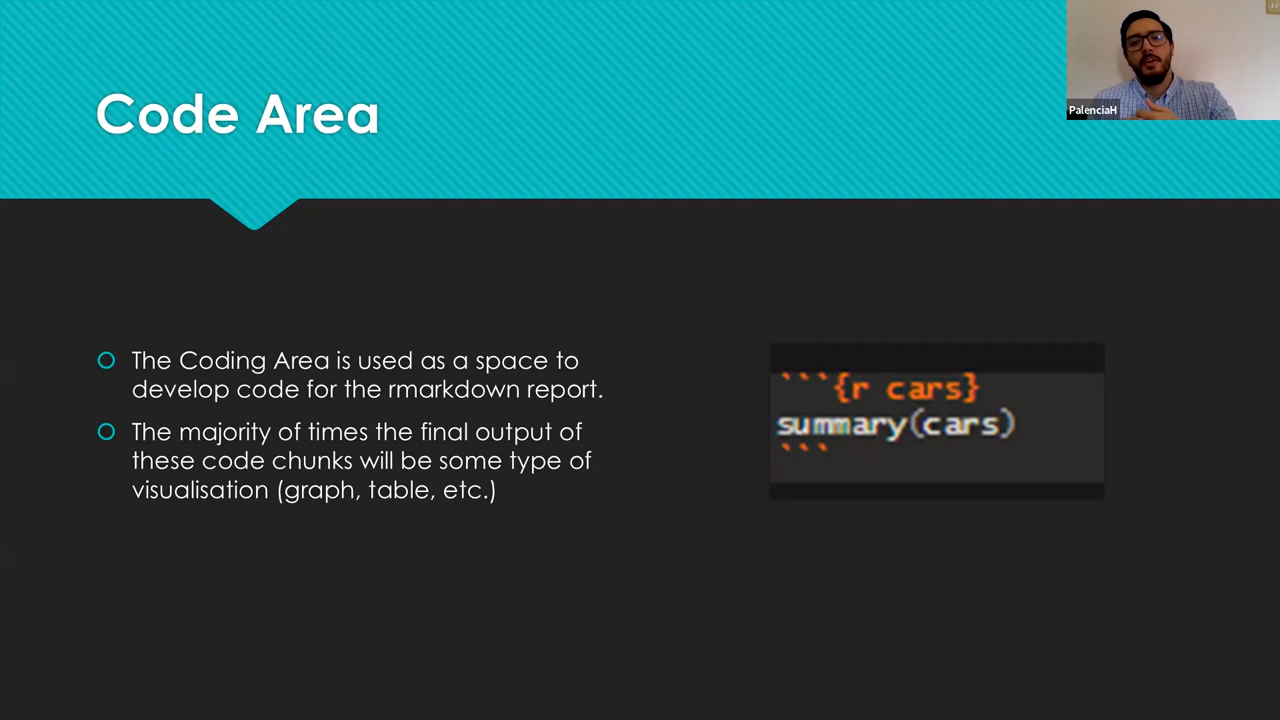 Code Area
PalenciaH
The Coding Area is used as a space to
develop code for the rmarkdown report.
The majority of times the final output of
these code chunks will be some type of
visualisation (graph, table, etc.)
```{r cars}
summary(cars)
```